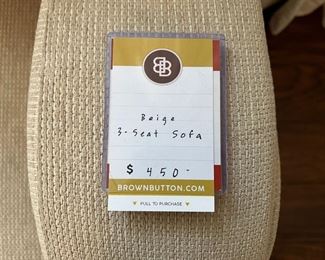 BB
Beige
3-Seat Sofa
$ 450-
BROWNBUTTON.COM
PULL TO PURCHASE